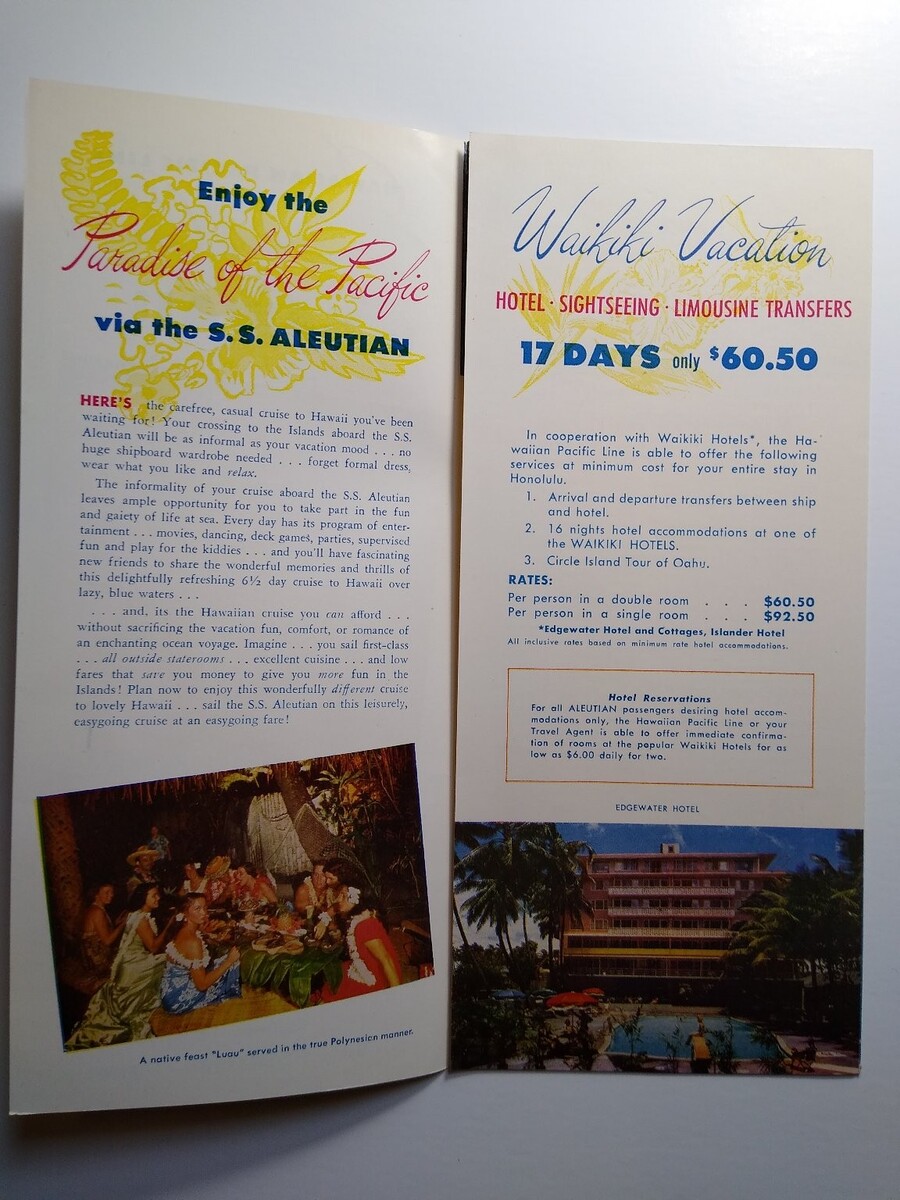 Enjoy the
Paradise of the Pacific
via the S.S. ALEUTIAN
HERE'S the carefree, casual cruise to Hawaii you've been
waiting for! Your crossing to the Islands aboard the S.S.
Aleutian will be as informal as your vacation mood . . . no
huge shipboard wardrobe needed . . . forget formal dress,
wear what you like and relax.
The informality of your cruise aboard the S.S. Aleutian
leaves ample opportunity for you to take part in the fun
and gaiety of life at sea. Every day has its program of enter-
tainment . . . movies, dancing, deck games, parties, supervised
fun and play for the kiddies . . . and you'll have fascinating
new friends to share the wonderful memories and thrills of
this delightfully refreshing 6½ day cruise to Hawaii over
lazy, blue waters . . .
. . . and, its the Hawaiian cruise you can afford . . .
without sacrificing the vacation fun, comfort, or romance of
an enchanting ocean voyage. Imagine . . . you sail first-class
. . . all outside staterooms . . . excellent cuisine . . . and low
fares that save you money to give you more fun in the
Islands! Plan now to enjoy this wonderfully different cruise
to lovely Hawaii . . . sail the S.S. Aleutian on this leisurely,
easygoing cruise at an easygoing fare!
A native feast "Luau" served in the true Polynesian manner.
Waikiki Vacation
HOTEL · SIGHTSEEING · LIMOUSINE TRANSFERS
17 DAYS only $60.50
In cooperation with Waikiki Hotels*, the Ha-
waiian Pacific Line is able to offer the following
services at minimum cost for your entire stay in
Honolulu.
1. Arrival and departure transfers between ship
and hotel.
2. 16 nights hotel accommodations at one of
the WAIKIKI HOTELS.
3. Circle Island Tour of Oahu.
RATES:
Per person in a double room . . . $60.50
Per person in a single room . . . $92.50
*Edgewater Hotel and Cottages, Islander Hotel
All inclusive rates based on minimum rate hotel accommodations.
Hotel Reservations
For all ALEUTIAN passengers desiring hotel accom-
modations only, the Hawaiian Pacific Line or your
Travel Agent is able to offer immediate confirma-
tion of rooms at the popular Waikiki Hotels for as
low as $6.00 daily for two.
EDGEWATER HOTEL